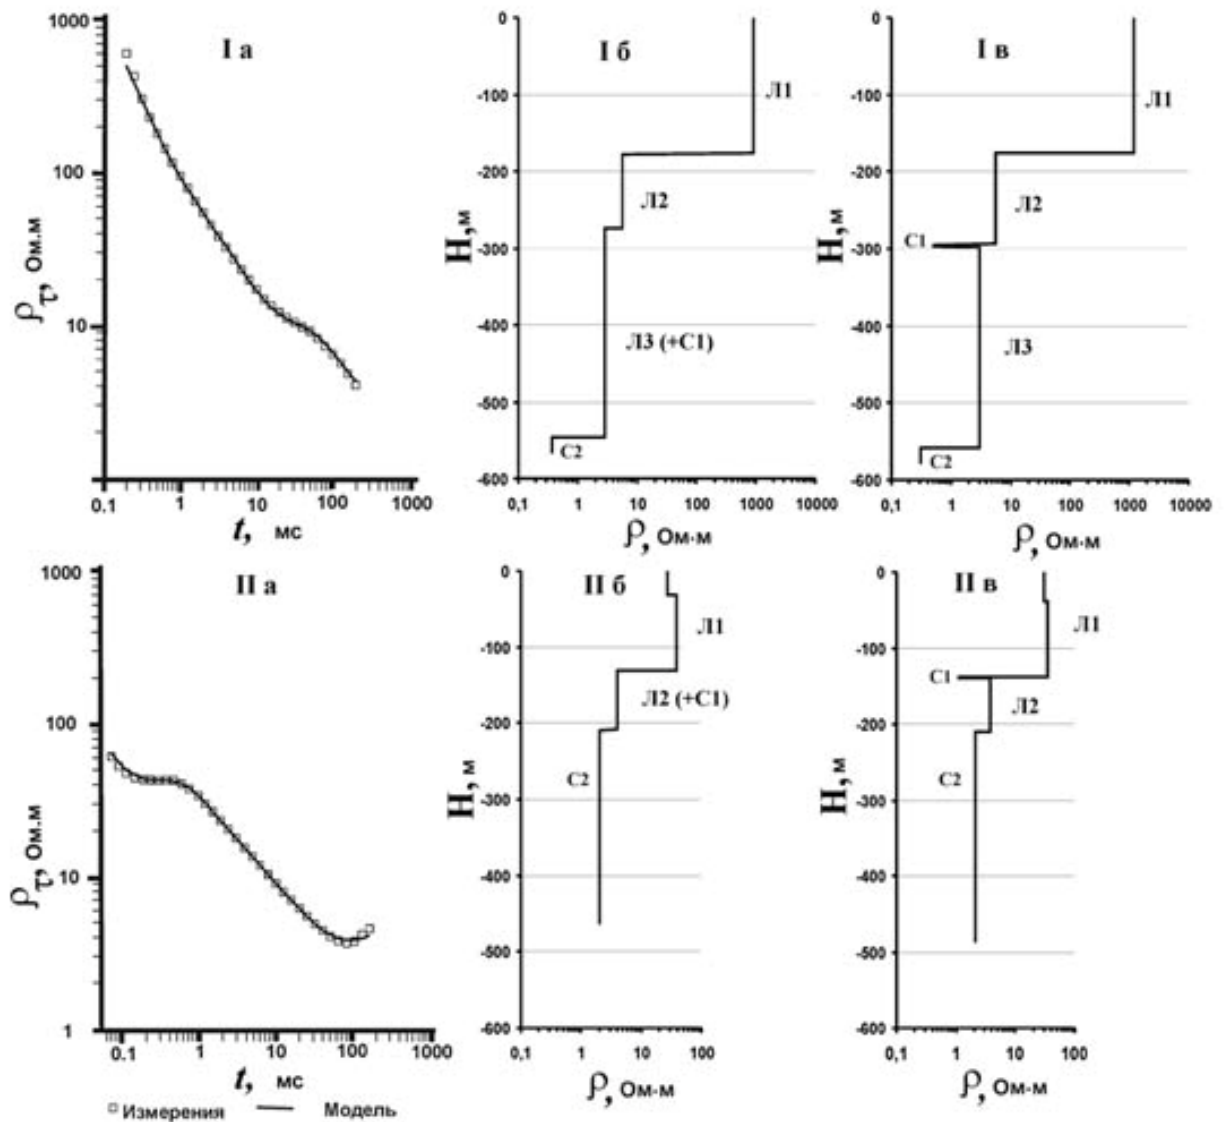 I а
1000
100
10
ρτ, Ом.м
0.1 1 10 100 1000
t, мс
I б
0
-100
-200
-300
-400
-500
-600
H,м
Л1
Л2
Л3 (+С1)
С2
0,1 1 10 100 1000 10000
ρ, Ом·м
I в
0
-100
-200
-300
-400
-500
-600
H,м
Л1
Л2
С1
Л3
С2
0,1 1 10 100 1000 10000
ρ, Ом·м
II а
1000
100
10
1
ρτ, Ом.м
0.1 1 10 100 1000
t, мс
Измерения Модель
II б
0
-100
-200
-300
-400
-500
-600
H,м
Л1
Л2 (+С1)
С2
0,1 1 10 100
ρ, Ом·м
II в
0
-100
-200
-300
-400
-500
-600
H,м
Л1
С1
Л2
С2
0,1 1 10 100
ρ, Ом·м